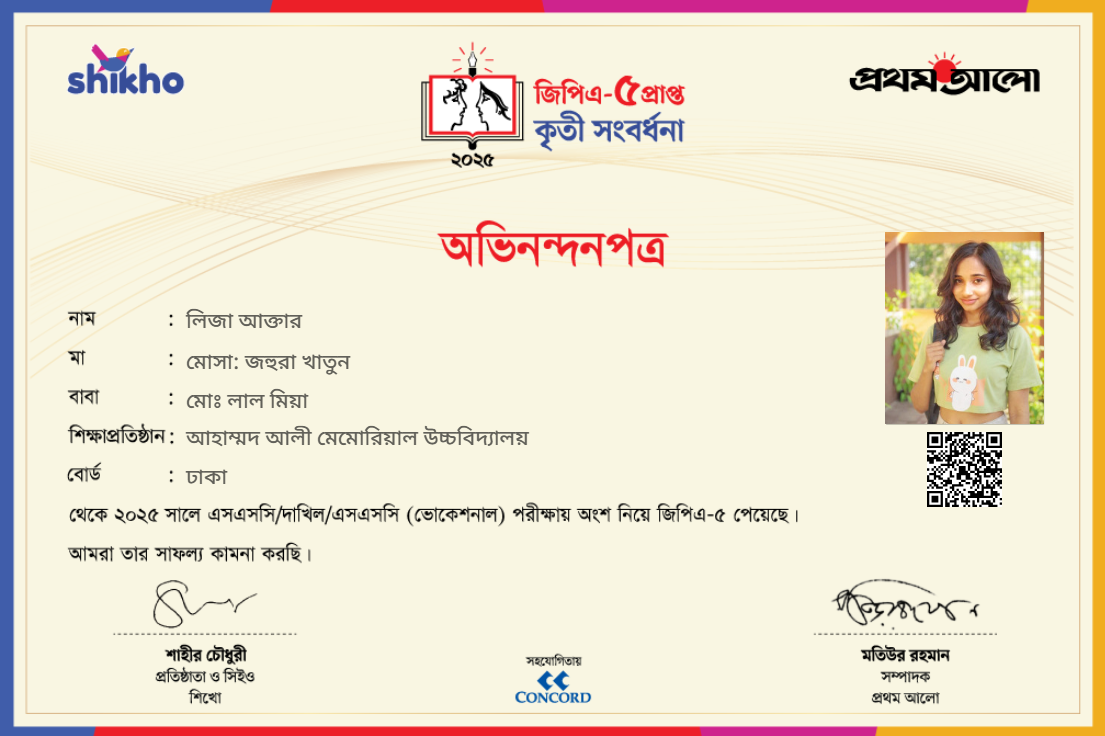 shikho
জিপিএ-৫প্রাপ্ত
কৃতী সংবর্ধনা
২০২৫
প্রথম আলো
অভিনন্দনপত্র
নাম : লিজা আক্তার
মা : মোসা: জহুরা খাতুন
বাবা : মোঃ লাল মিয়া
শিক্ষাপ্রতিষ্ঠান : আহাম্মদ আলী মেমোরিয়াল উচ্চবিদ্যালয়
বোর্ড : ঢাকা
থেকে ২০২৫ সালে এসএসসি/দাখিল/এসএসসি (ভোকেশনাল) পরীক্ষায় অংশ নিয়ে জিপিএ-৫ পেয়েছে।
আমরা তার সাফল্য কামনা করছি।
শাহীর চৌধুরী
প্রতিষ্ঠাতা ও সিইও
শিখো
সহযোগিতায়
CONCORD
মতিউর রহমান
সম্পাদক
প্রথম আলো